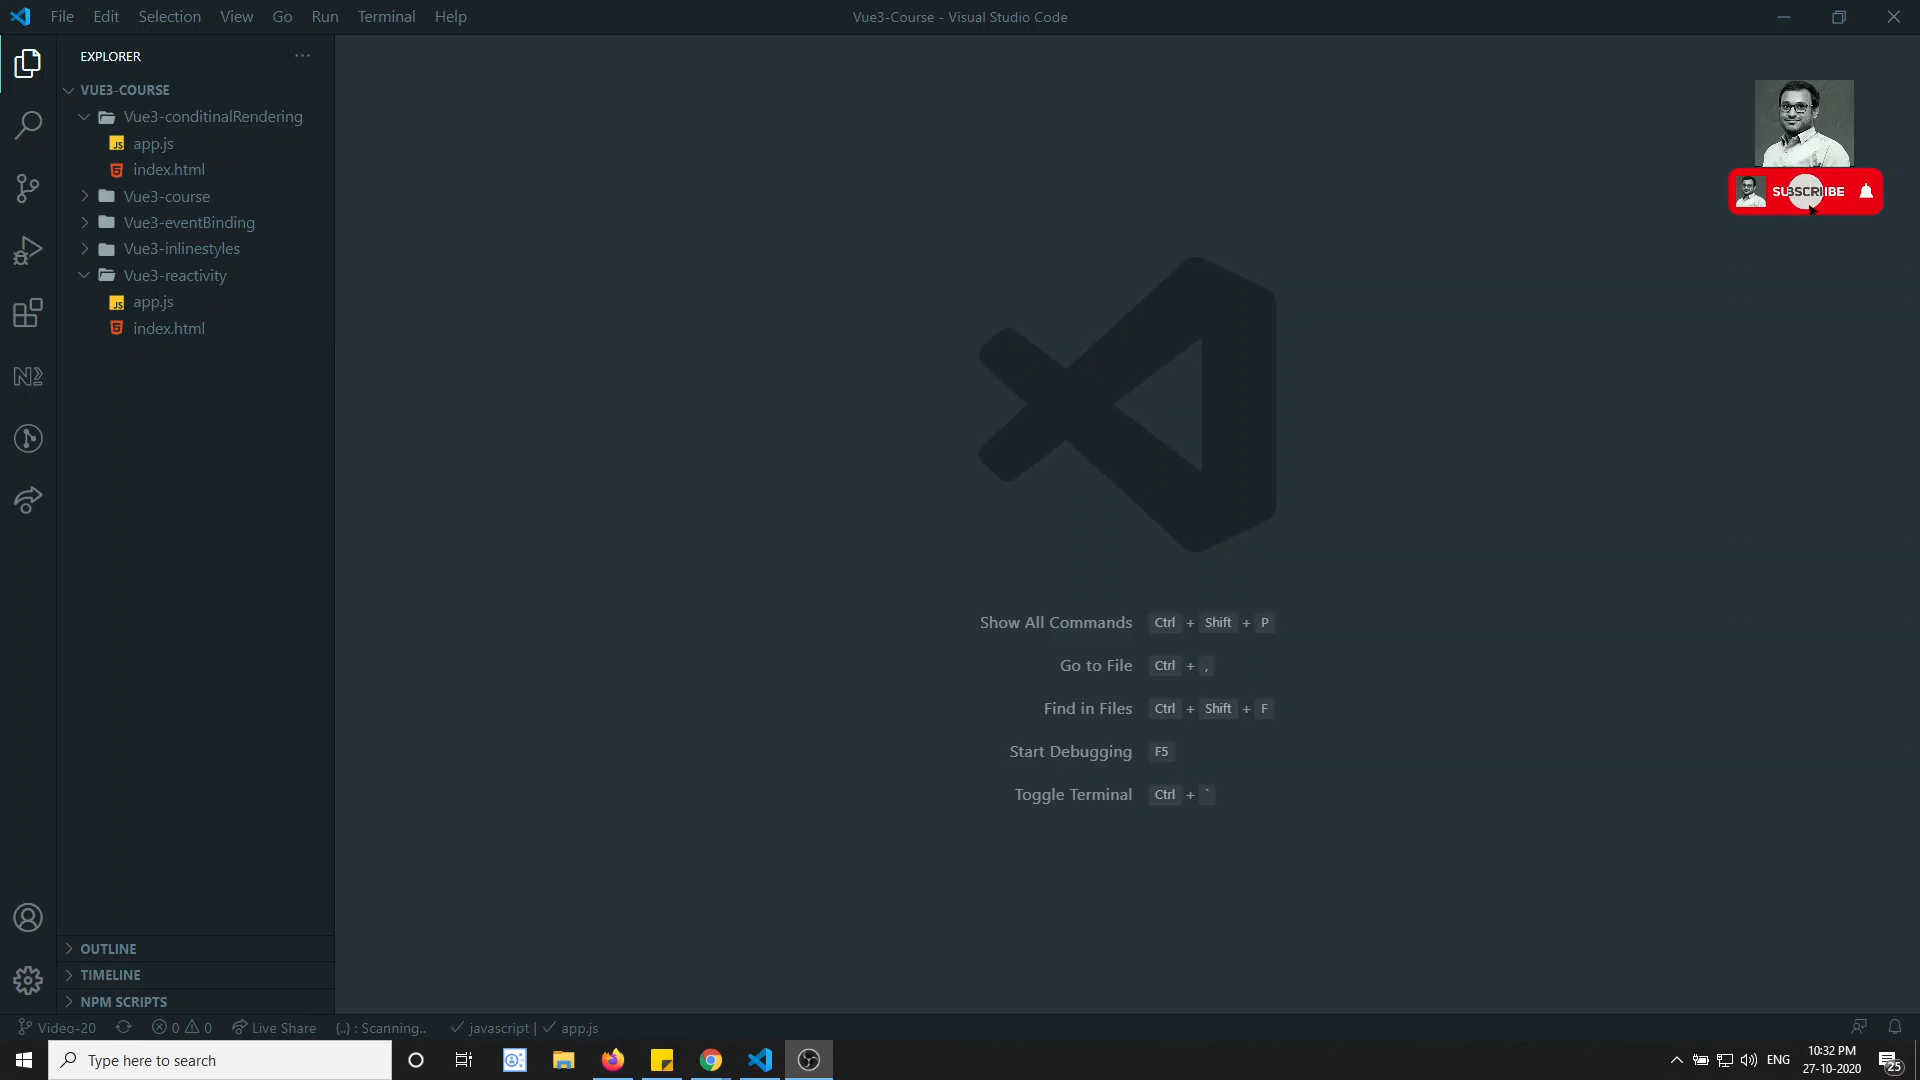 File Edit Selection View Go Run Terminal Help
Vue3-Course - Visual Studio Code
EXPLORER
VUE3-COURSE
Vue3-conditinalRendering
JS app.js
index.html
Vue3-course
Vue3-eventBinding
Vue3-inlinestyles
Vue3-reactivity
JS app.js
index.html
SUBSCRIBE
Show All Commands Ctrl + Shift + P
Go to File Ctrl + ,
Find in Files Ctrl + Shift + F
Start Debugging F5
Toggle Terminal Ctrl + `
OUTLINE
TIMELINE
NPM SCRIPTS
Video-20 0 0 Live Share {..} : Scanning.. javascript | app.js
Type here to search
ENG
10:32 PM
27-10-2020
25